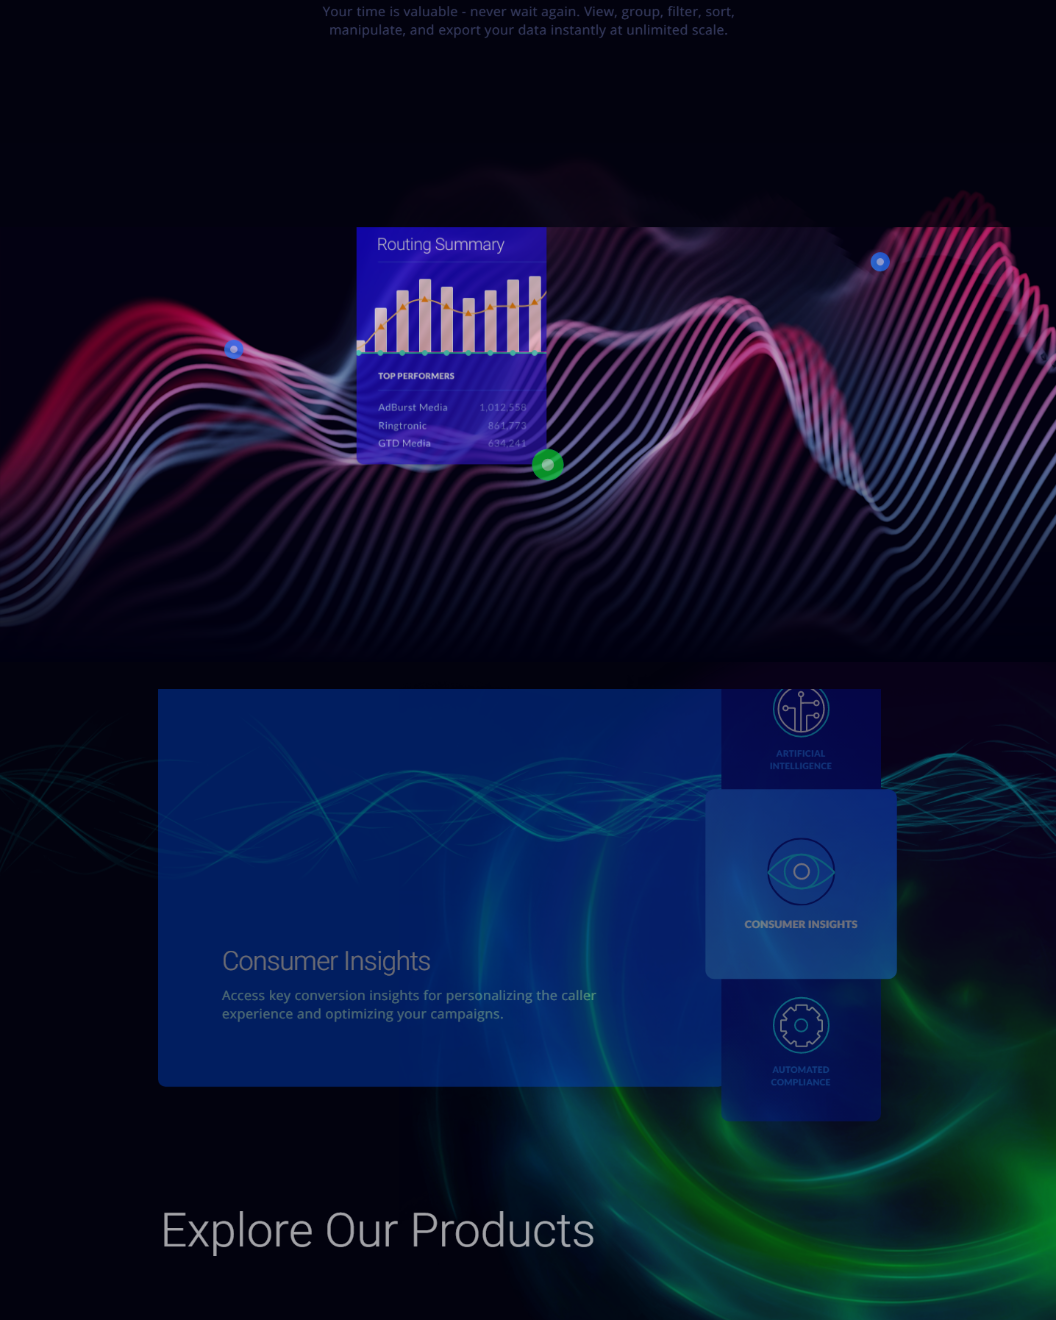 Your time is valuable - never wait again. View, group, filter, sort,
manipulate, and export your data instantly at unlimited scale.
Routing Summary
TOP PERFORMERS
AdBurst Media 1,012,558
Ringtronic 861,773
GTD Media 634,241
ARTIFICIAL
INTELLIGENCE
CONSUMER INSIGHTS
Consumer Insights
Access key conversion insights for personalizing the caller
experience and optimizing your campaigns.
AUTOMATED
COMPLIANCE
Explore Our Products